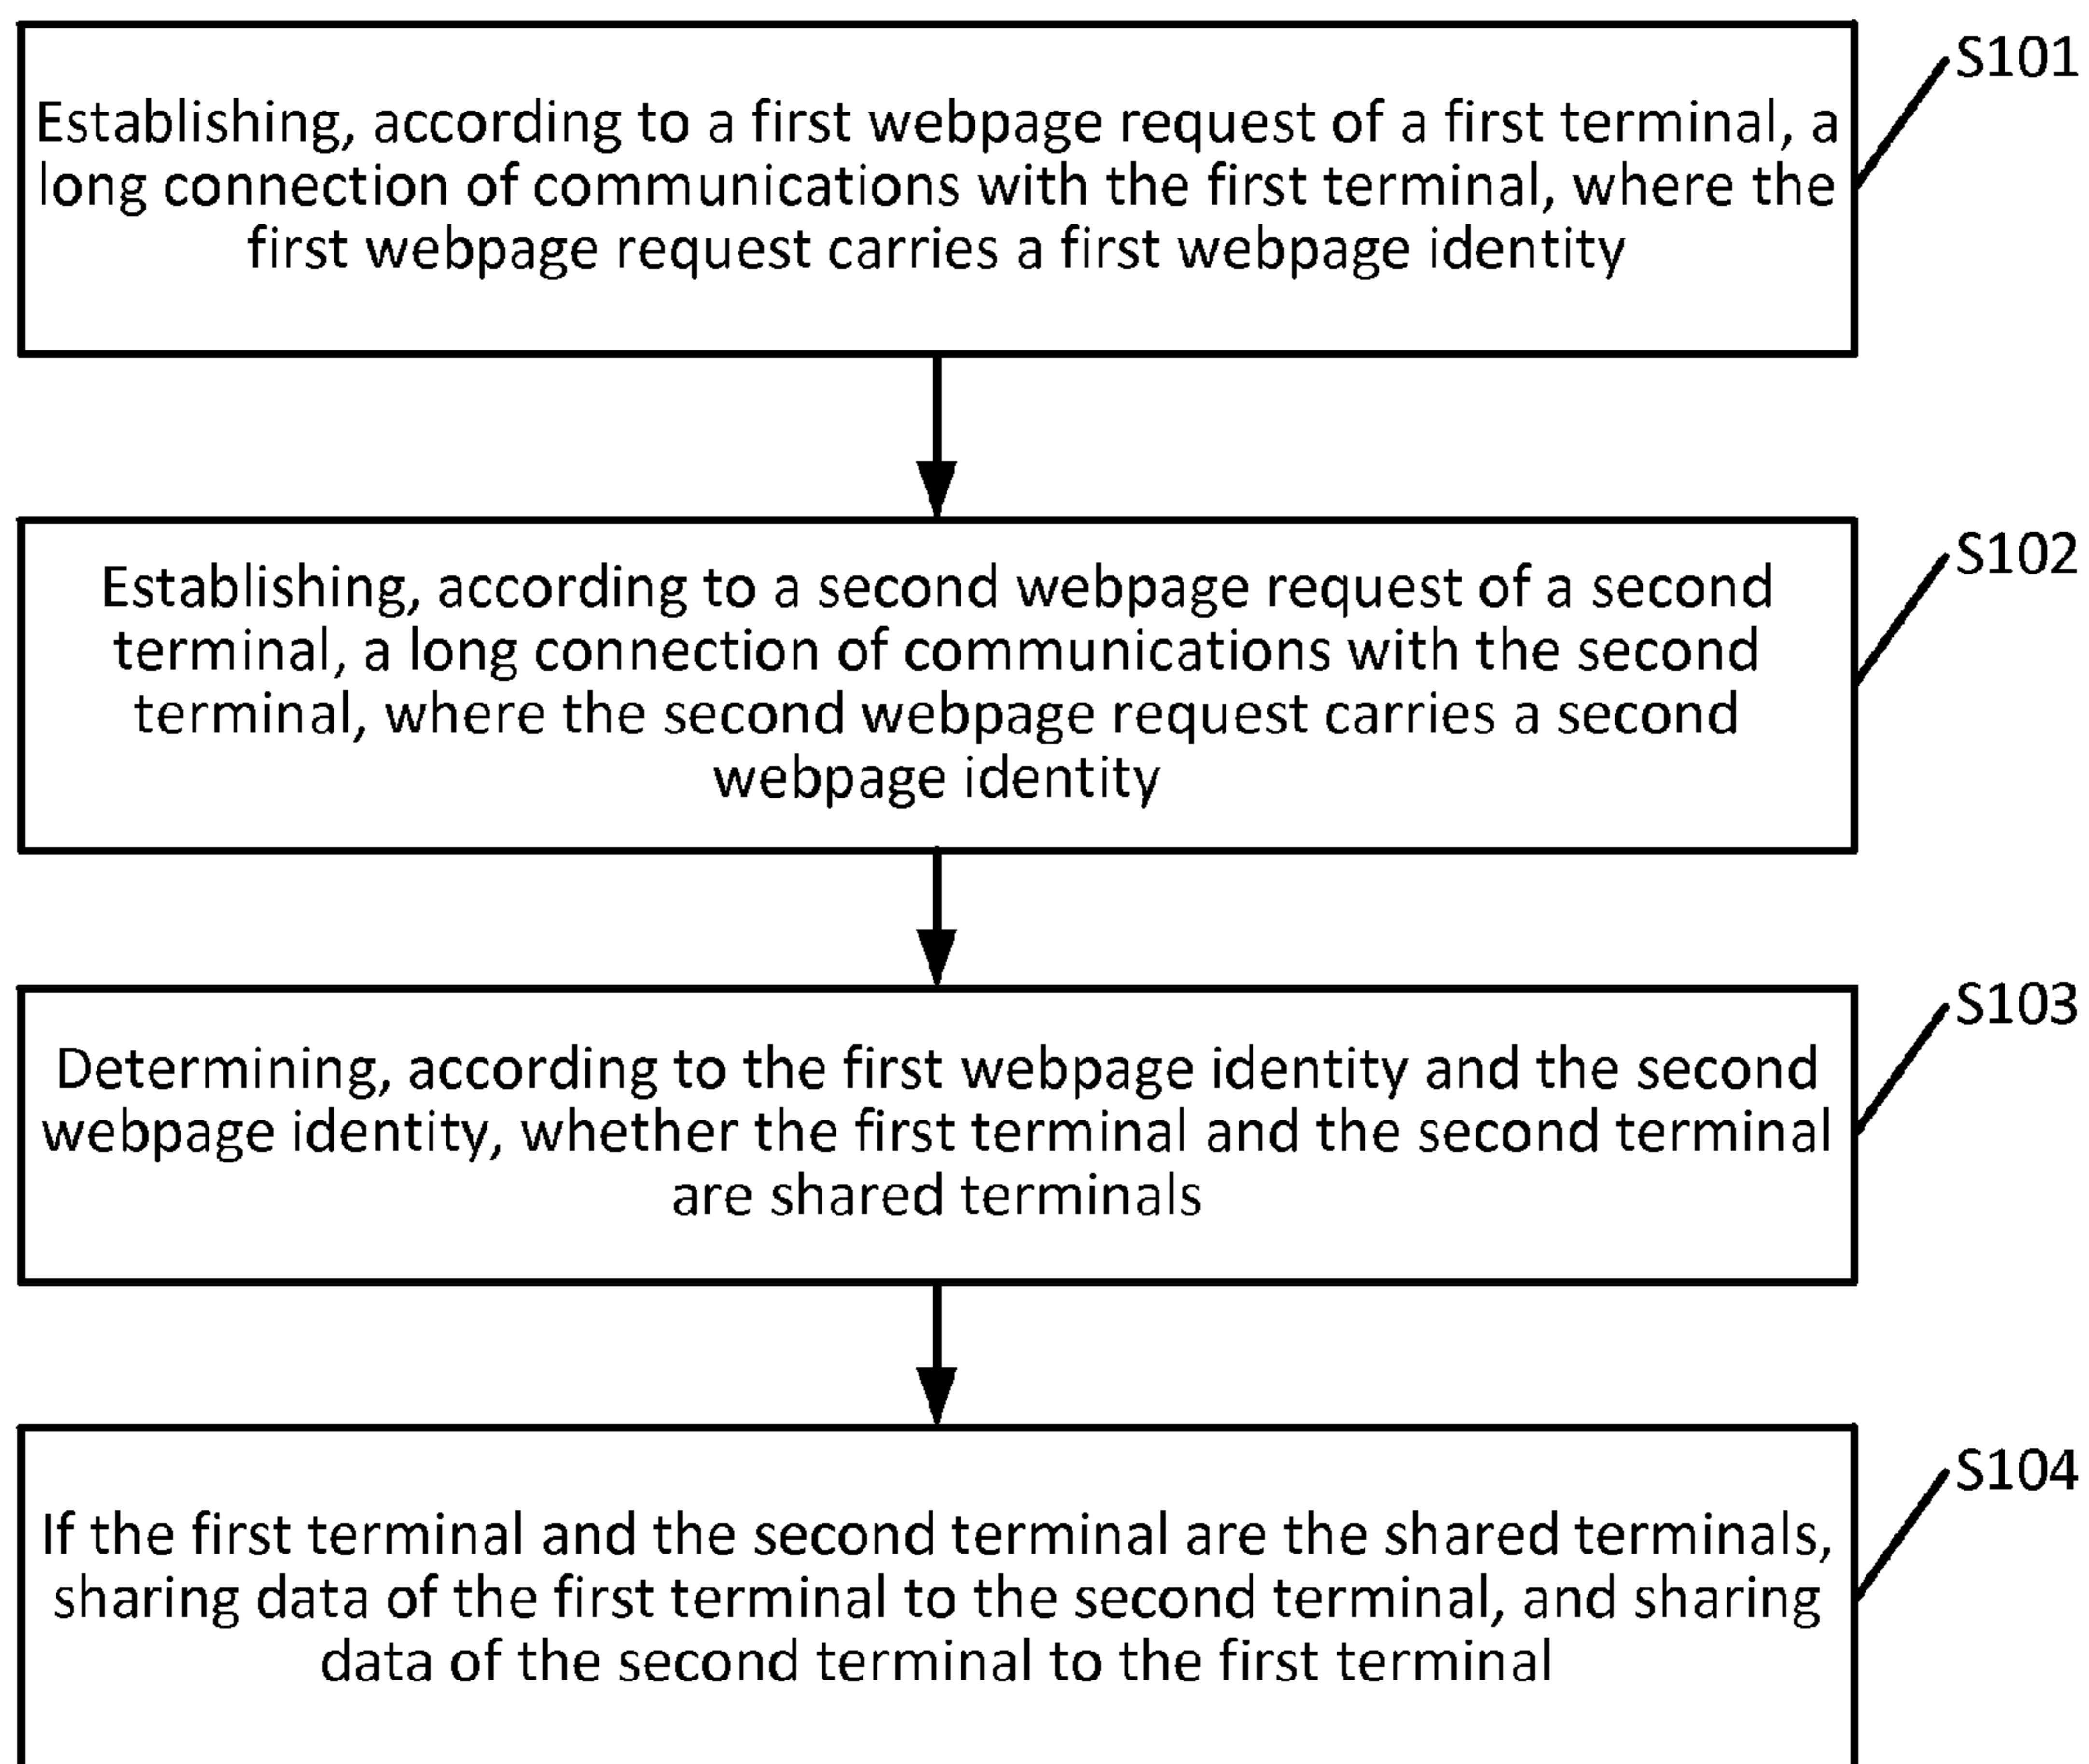 S101
Establishing, according to a first webpage request of a first terminal, a
long connection of communications with the first terminal, where the
first webpage request carries a first webpage identity
S102
Establishing, according to a second webpage request of a second
terminal, a long connection of communications with the second
terminal, where the second webpage request carries a second
webpage identity
S103
Determining, according to the first webpage identity and the second
webpage identity, whether the first terminal and the second terminal
are shared terminals
S104
If the first terminal and the second terminal are the shared terminals,
sharing data of the first terminal to the second terminal, and sharing
data of the second terminal to the first terminal